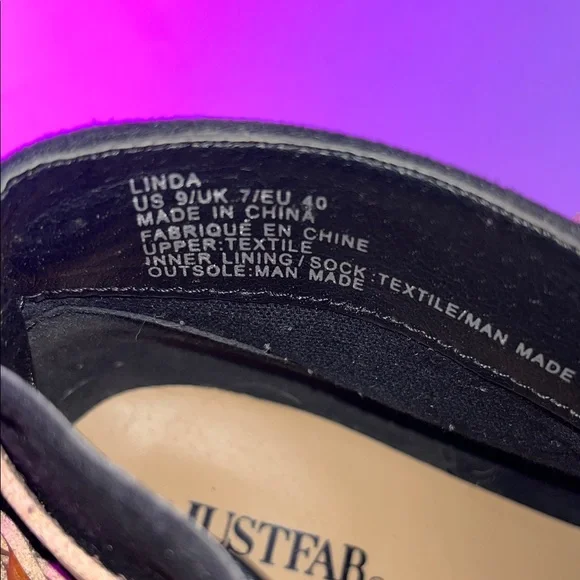 LINDA
US 9/UK 7/EU 40
MADE IN CHINA
FABRIQUÉ EN CHINE
UPPER:TEXTILE
INNER LINING/SOCK:TEXTILE/MAN MADE
OUTSOLE:MAN MADE
JUSTFAB